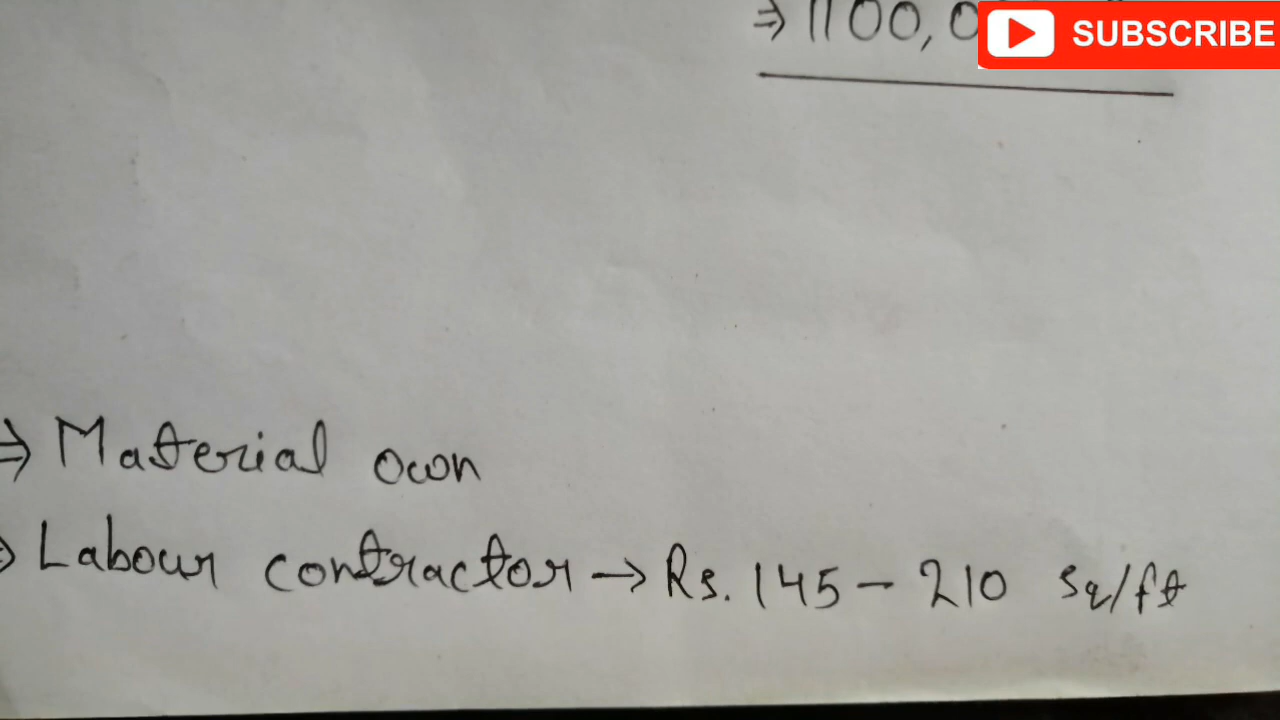 ⇒ 1100,0
SUBSCRIBE
⇒ Material own
⇒ Labour contractor → Rs. 145 - 210 Sq/ft